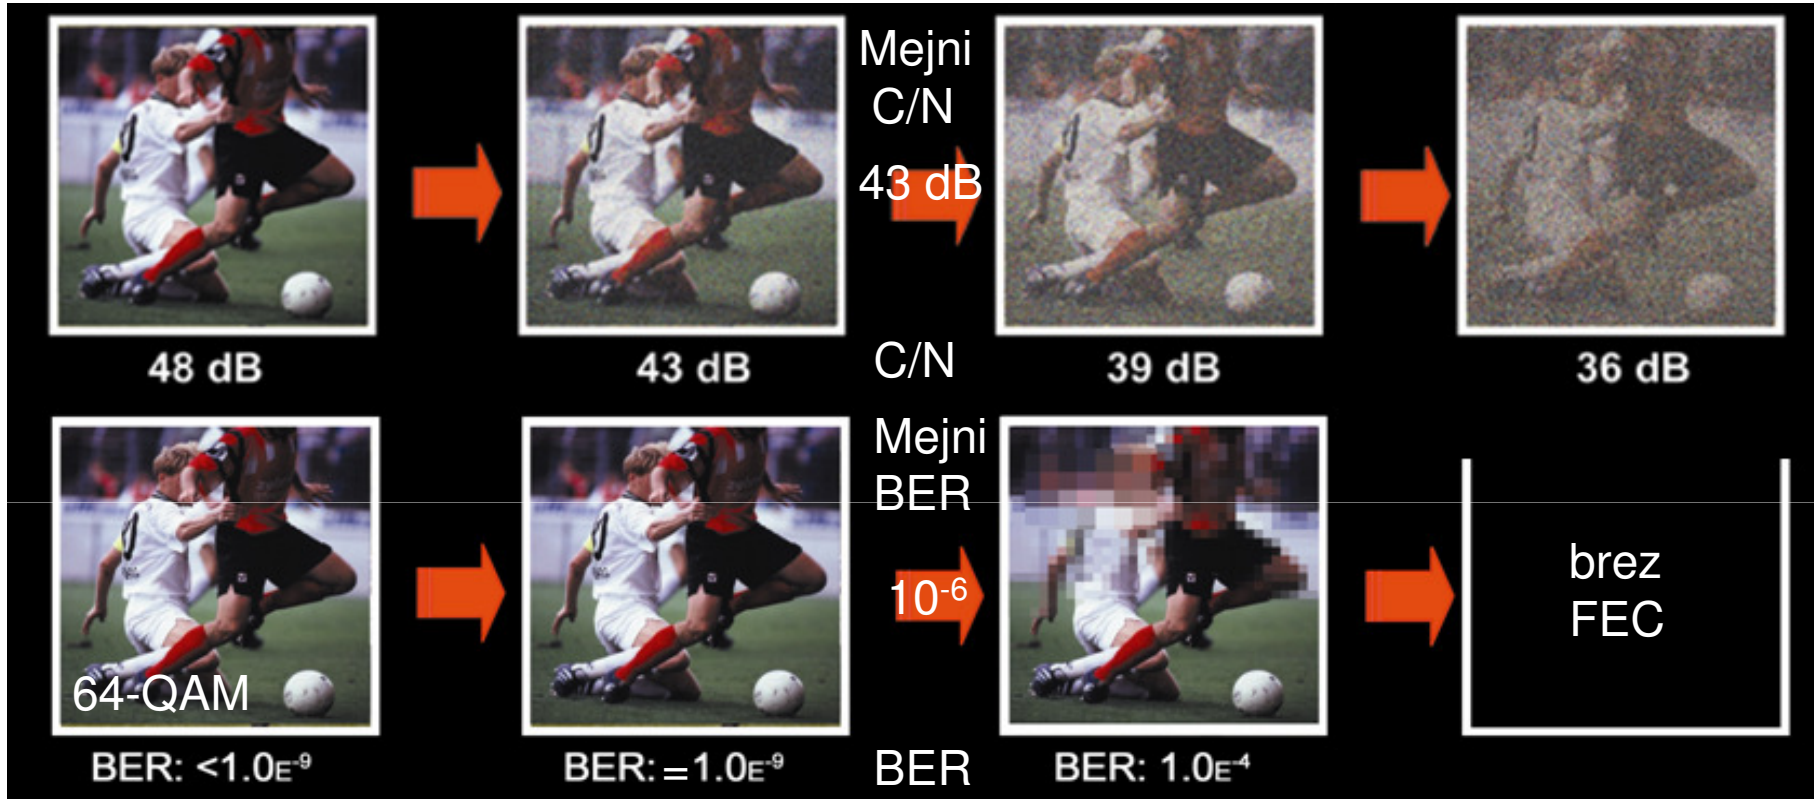 Mejni
C/N
43 dB
48 dB
43 dB
C/N
39 dB
36 dB
Mejni
BER
10⁻⁶
brez
FEC
64-QAM
BER: <1.0E⁻⁹
BER: =1.0E⁻⁹
BER
BER: 1.0E⁻⁴